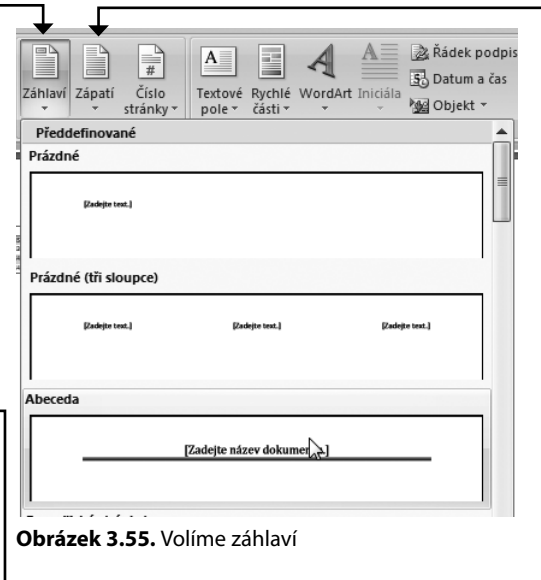 Záhlaví Zápatí Číslo stránky
Textové pole Rychlé části WordArt Iniciála
Řádek podpis
Datum a čas
Objekt
Předdefinované
Prázdné
[Zadejte text.]
Prázdné (tři sloupce)
[Zadejte text.] [Zadejte text.] [Zadejte text.]
Abeceda
[Zadejte název dokumen .]
Obrázek 3.55. Volíme záhlaví